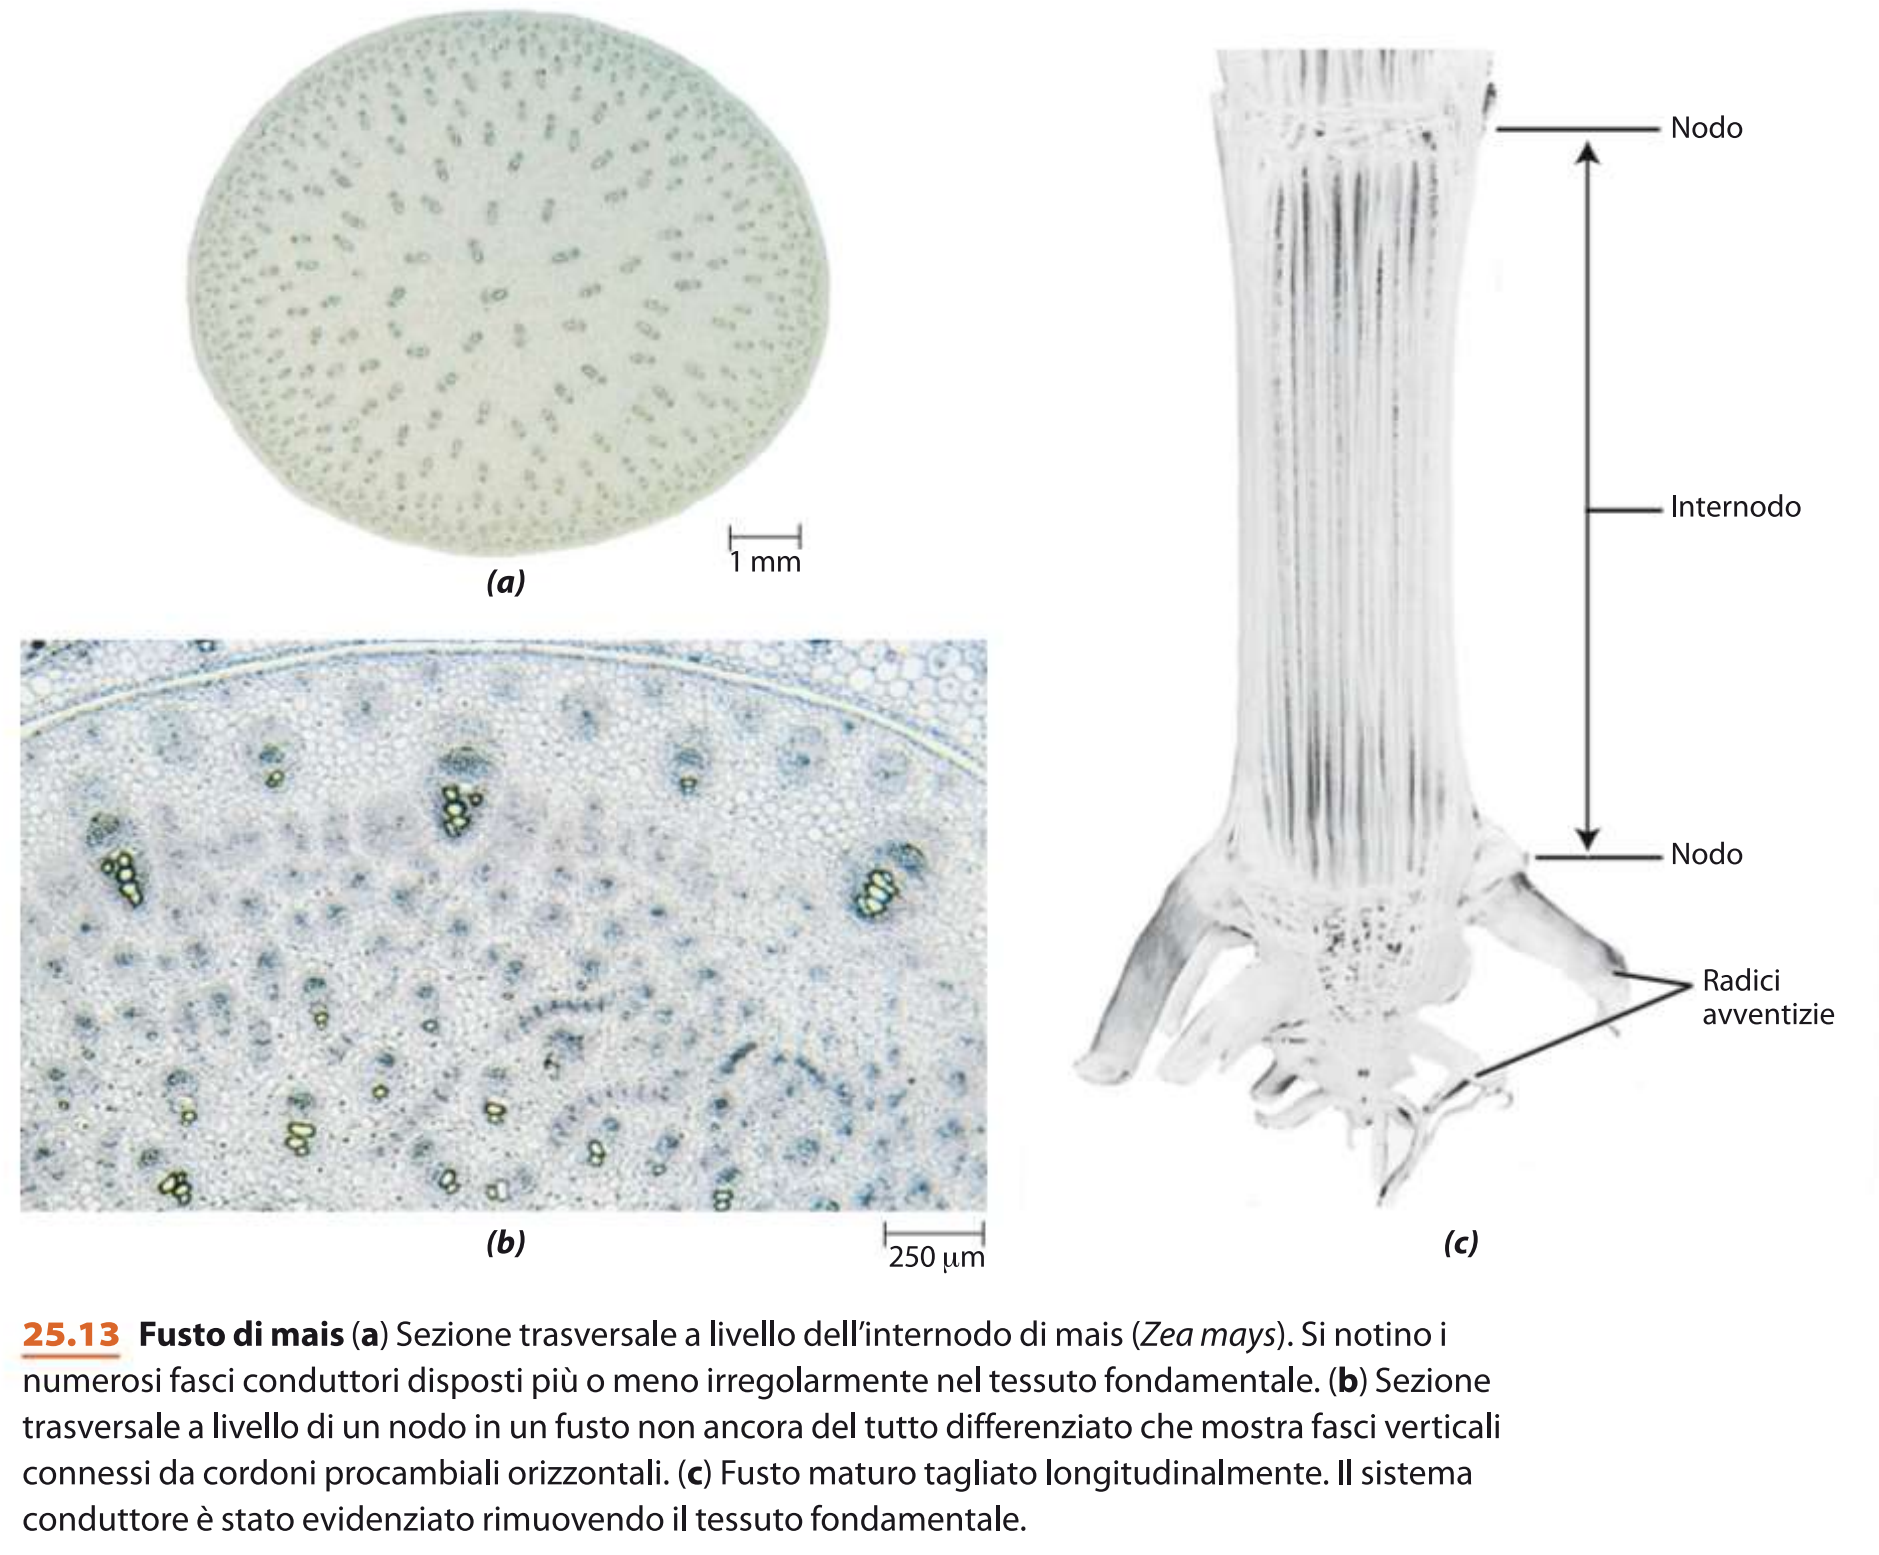 Nodo
Internodo
Nodo
Radici
avventizie
1 mm
(a)
250 μm
(b)
(c)
25.13 Fusto di mais (a) Sezione trasversale a livello dell’internodo di mais (Zea mays). Si notino i
numerosi fasci conduttori disposti più o meno irregolarmente nel tessuto fondamentale. (b) Sezione
trasversale a livello di un nodo in un fusto non ancora del tutto differenziato che mostra fasci verticali
connessi da cordoni procambiali orizzontali. (c) Fusto maturo tagliato longitudinalmente. Il sistema
conduttore è stato evidenziato rimuovendo il tessuto fondamentale.